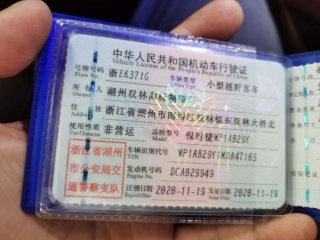 中华人民共和国机动车行驶证
Vehicle License of the People's Republic of China
号牌号码 浙EK371G 车辆类型 小型越野客车
Plate No.
所有人 湖州双林
Owner
住址 浙江省湖州市南浔区双林镇东双林大桥北
使用性质 非营运 品牌型号 保时捷WP1AB29Y
浙江省湖州市公安局交通警察支队
车辆识别代号 WP1AB29Y1MDA47165
VIN
发动机号码 DCA829949
Engine No.
注册日期 2020-11-19 发证日期 2020-11-19
Register Date Issue Date